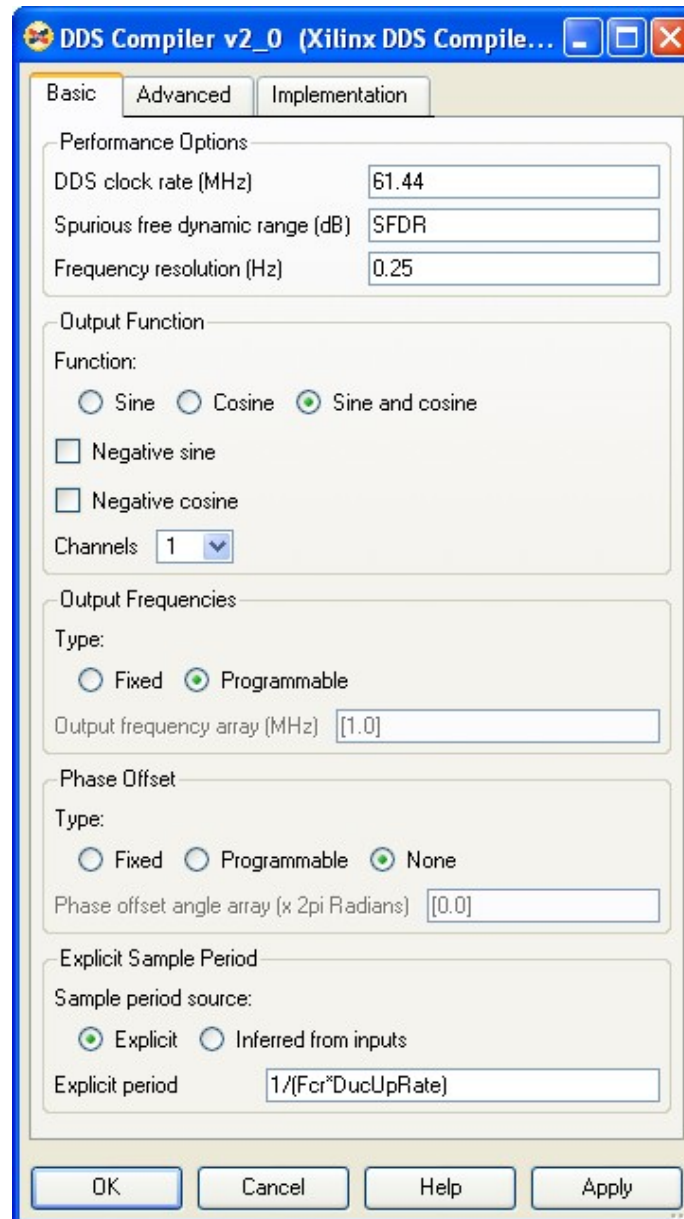 DDS Compiler v2_0 (Xilinx DDS Compile...
Basic Advanced Implementation
Performance Options
DDS clock rate (MHz) 61.44
Spurious free dynamic range (dB) SFDR
Frequency resolution (Hz) 0.25
Output Function
Function:
Sine Cosine Sine and cosine
Negative sine
Negative cosine
Channels 1
Output Frequencies
Type:
Fixed Programmable
Output frequency array (MHz) [1.0]
Phase Offset
Type:
Fixed Programmable None
Phase offset angle array (x 2pi Radians) [0.0]
Explicit Sample Period
Sample period source:
Explicit Inferred from inputs
Explicit period 1/(Fcr*DucUpRate)
OK Cancel Help Apply